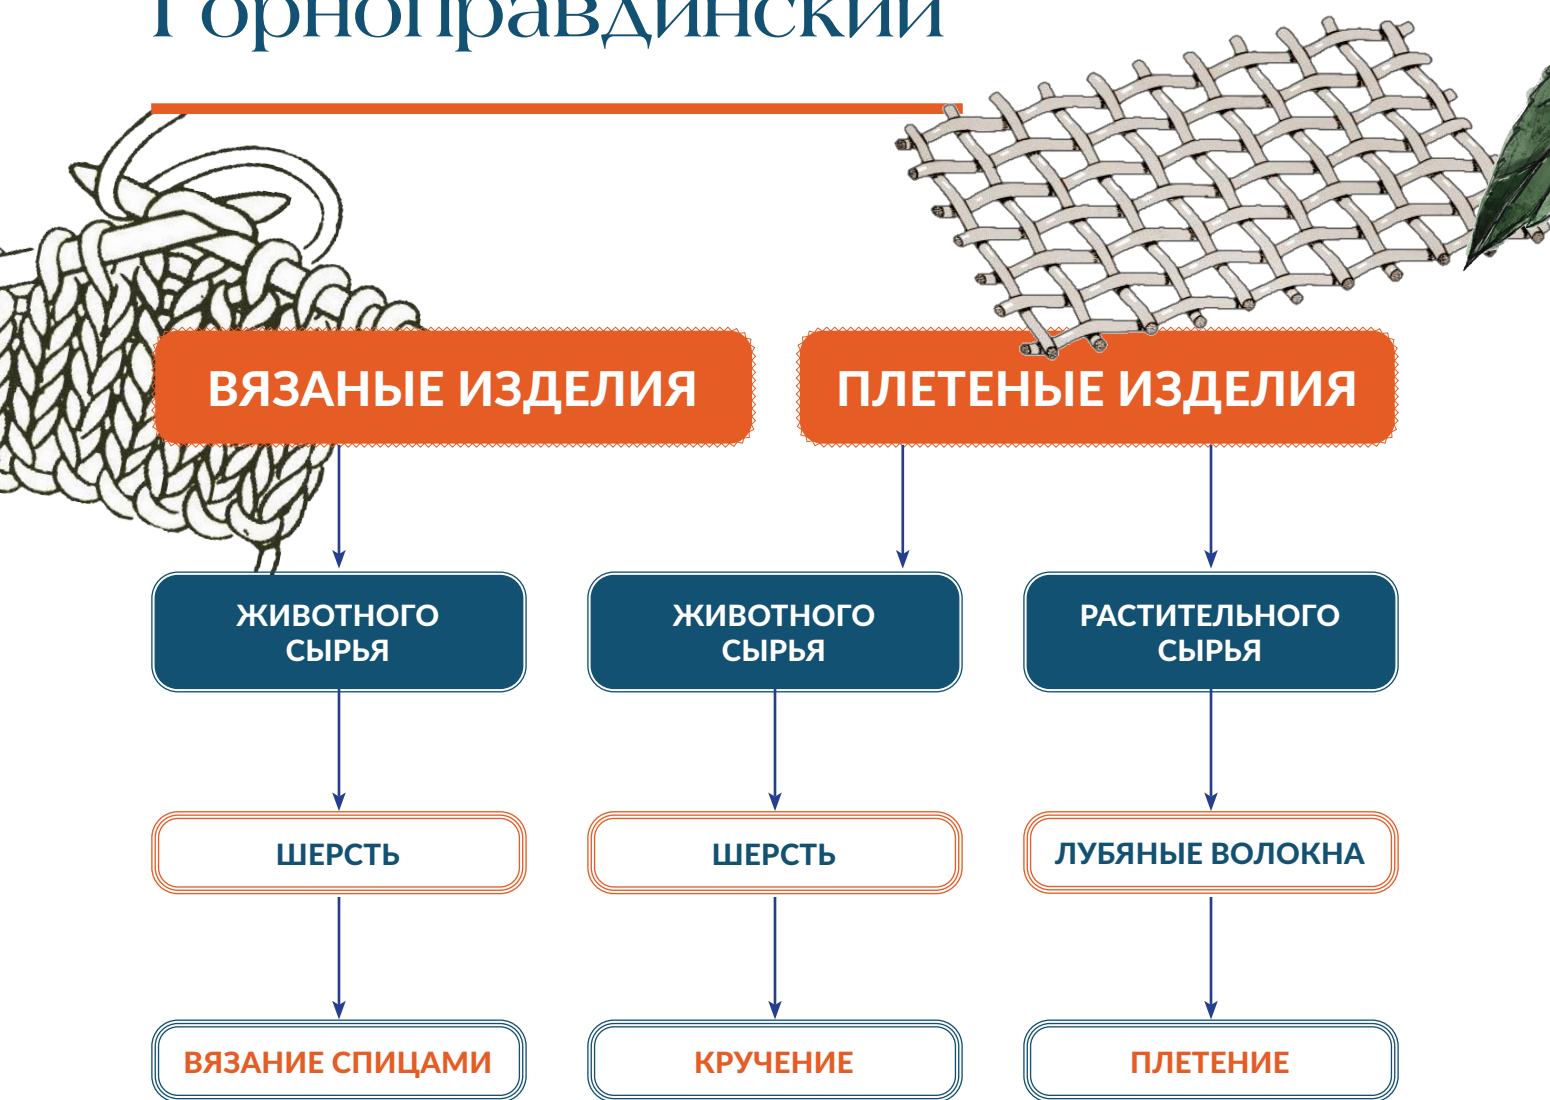 Горноправдинский
ВЯЗАНЫЕ ИЗДЕЛИЯ
ПЛЕТЕНЫЕ ИЗДЕЛИЯ
ЖИВОТНОГО
СЫРЬЯ
ЖИВОТНОГО
СЫРЬЯ
РАСТИТЕЛЬНОГО
СЫРЬЯ
ШЕРСТЬ
ШЕРСТЬ
ЛУБЯНЫЕ ВОЛОКНА
ВЯЗАНИЕ СПИЦАМИ
КРУЧЕНИЕ
ПЛЕТЕНИЕ